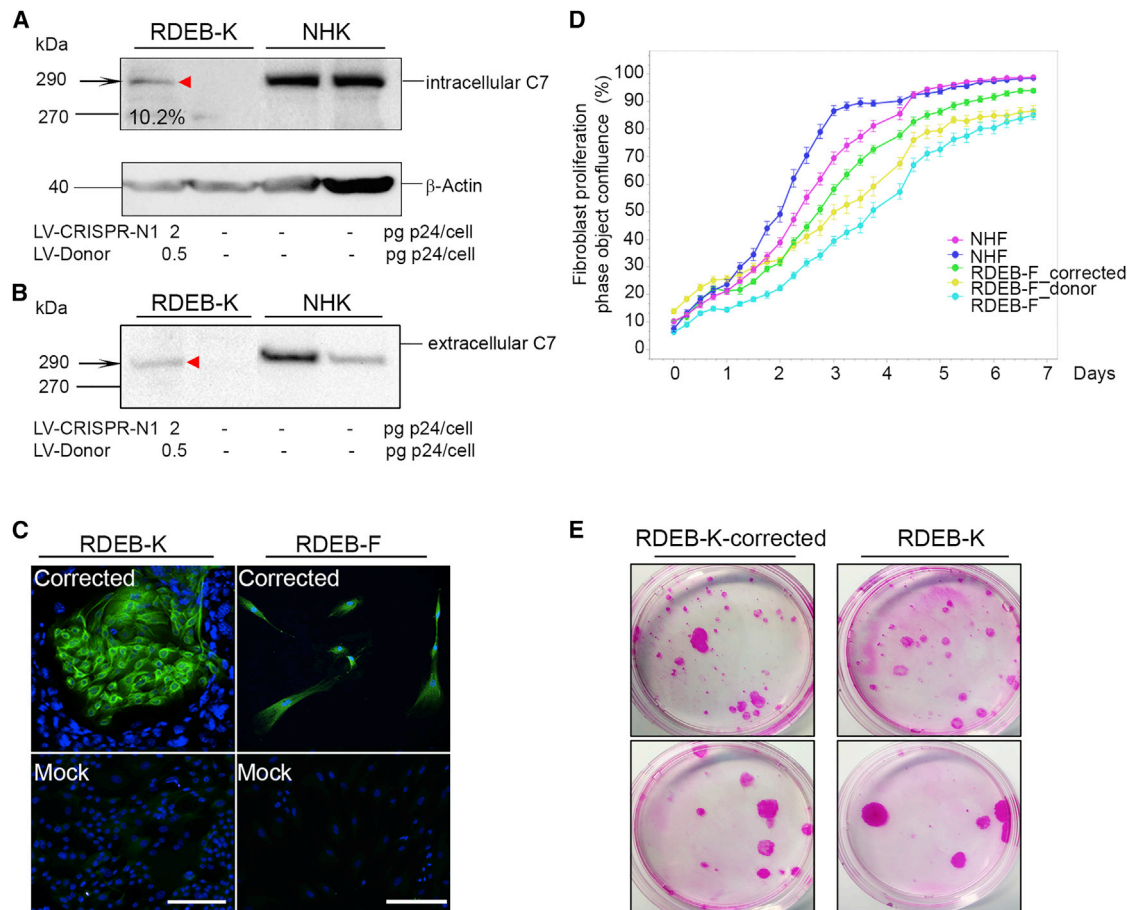 A
kDa
RDEB-K NHK
290
270
10.2%
intracellular C7
40
β-Actin
LV-CRISPR-N1 2 - - - pg p24/cell
LV-Donor 0.5 - - - pg p24/cell
B
kDa
RDEB-K NHK
290
270
extracellular C7
LV-CRISPR-N1 2 - - - pg p24/cell
LV-Donor 0.5 - - - pg p24/cell
C
RDEB-K RDEB-F
Corrected Corrected
Mock Mock
D
Fibroblast proliferation
phase object confluence (%)
100
90
80
70
60
50
40
30
20
10
0
0 1 2 3 4 5 6 7 Days
NHF
NHF
RDEB-F_corrected
RDEB-F_donor
RDEB-F_
E
RDEB-K-corrected RDEB-K